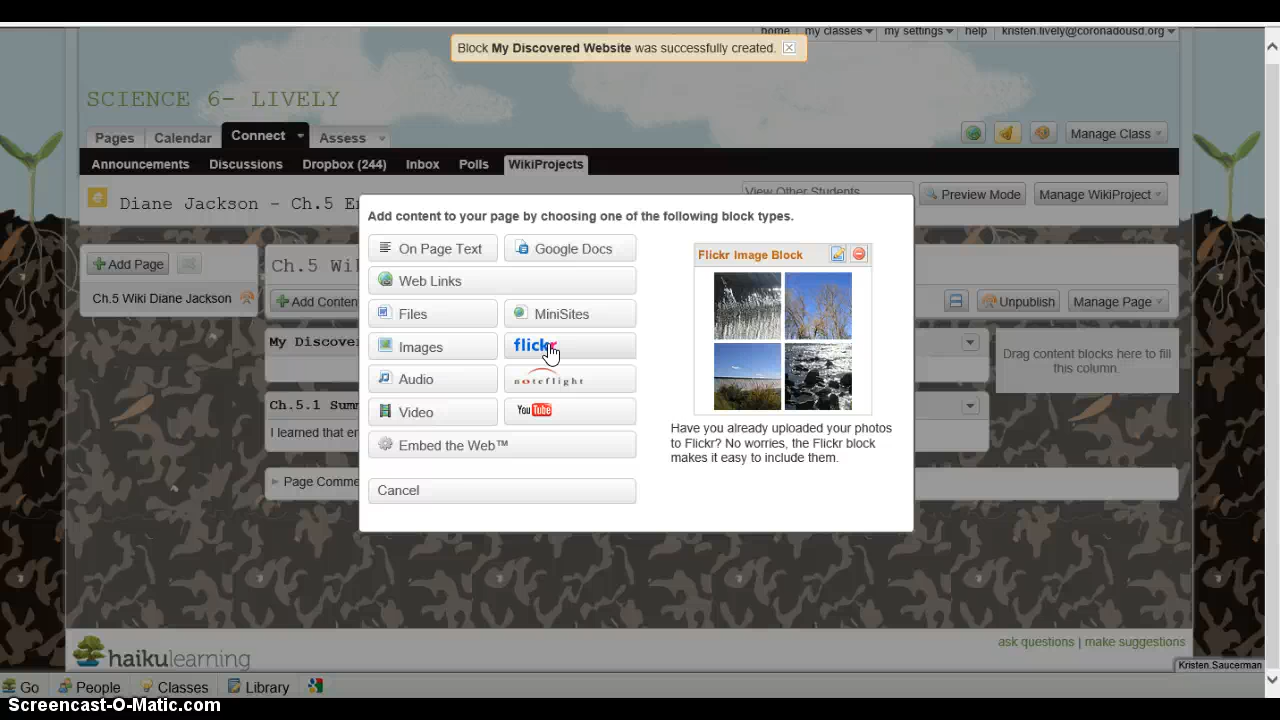 Block My Discovered Website was successfully created.
home my classes my settings help kristen.lively@coronadousd.org
SCIENCE 6- LIVELY
Pages Calendar Connect Assess Manage Class
Announcements Discussions Dropbox (244) Inbox Polls WikiProjects
View Other Students
Diane Jackson - Ch.5 E Preview Mode Manage WikiProject
Add content to your page by choosing one of the following block types.
On Page Text Google Docs
Flickr Image Block
Add Page Ch.5 Wi
Web Links
Ch.5 Wiki Diane Jackson Add Conten Unpublish Manage Page
Files MiniSites
My Discover
Images flickr
Drag content blocks here to fill
this column.
Audio noteflight
Ch.5.1 Summ
Video YouTube
I learned that er
Have you already uploaded your photos
to Flickr? No worries, the Flickr block
makes it easy to include them.
Embed the Web™
Page Comme
Cancel
ask questions | make suggestions
haikulearning
Kristen.Saucerman
Go People Classes Library
Screencast-O-Matic.com